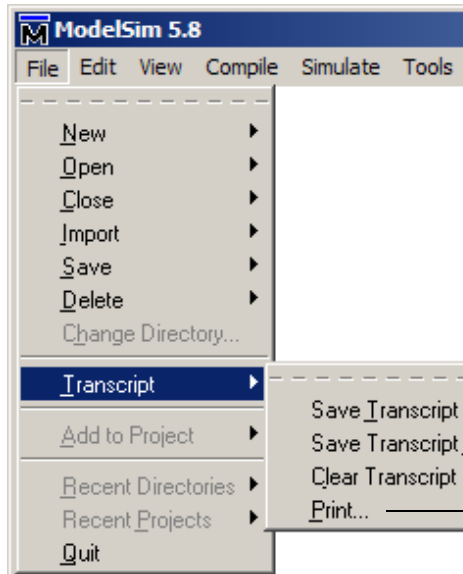 ModelSim 5.8
File Edit View Compile Simulate Tools
New
Open
Close
Import
Save
Delete
Change Directory...
Transcript
Save Transcript
Save Transcript
Clear Transcript
Print...
Add to Project
Recent Directories
Recent Projects
Quit